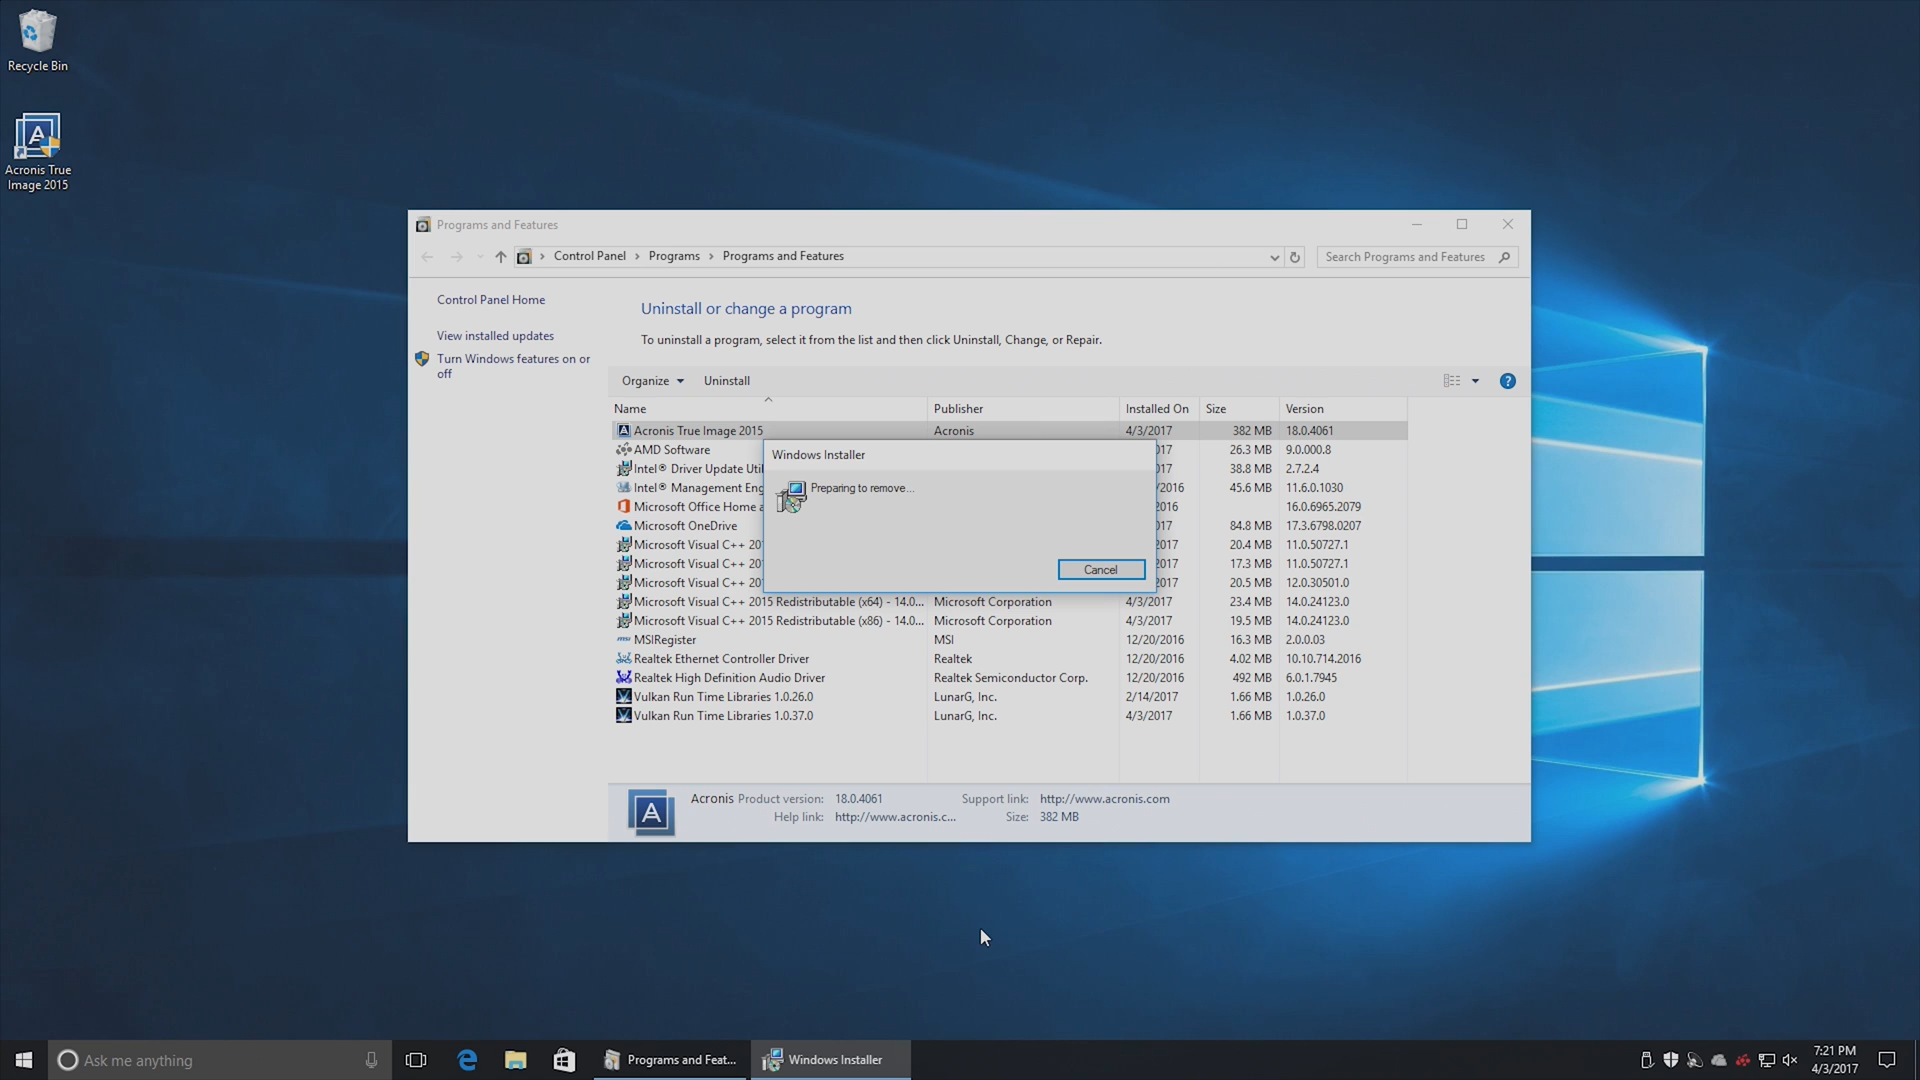 Recycle Bin
Acronis True
Image 2015
Programs and Features
Control Panel > Programs > Programs and Features
Search Programs and Features
Control Panel Home
View installed updates
Turn Windows features on or
off
Uninstall or change a program
To uninstall a program, select it from the list and then click Uninstall, Change, or Repair.
Organize Uninstall
Name Publisher Installed On Size Version
Acronis True Image 2015 Acronis 4/3/2017 382 MB 18.0.4061
AMD Software 017 26.3 MB 9.0.000.8
Intel® Driver Update Util 017 38.8 MB 2.7.2.4
Intel® Management Eng /2016 45.6 MB 11.6.0.1030
Microsoft Office Home a 2016 16.0.6965.2079
Microsoft OneDrive 017 84.8 MB 17.3.6798.0207
Microsoft Visual C++ 20 2017 20.4 MB 11.0.50727.1
Microsoft Visual C++ 20 2017 17.3 MB 11.0.50727.1
Microsoft Visual C++ 20 2017 20.5 MB 12.0.30501.0
Microsoft Visual C++ 2015 Redistributable (x64) - 14.0... Microsoft Corporation 4/3/2017 23.4 MB 14.0.24123.0
Microsoft Visual C++ 2015 Redistributable (x86) - 14.0... Microsoft Corporation 4/3/2017 19.5 MB 14.0.24123.0
MSIRegister MSI 12/20/2016 16.3 MB 2.0.0.03
Realtek Ethernet Controller Driver Realtek 12/20/2016 4.02 MB 10.10.714.2016
Realtek High Definition Audio Driver Realtek Semiconductor Corp. 12/20/2016 492 MB 6.0.1.7945
Vulkan Run Time Libraries 1.0.26.0 LunarG, Inc. 2/14/2017 1.66 MB 1.0.26.0
Vulkan Run Time Libraries 1.0.37.0 LunarG, Inc. 4/3/2017 1.66 MB 1.0.37.0
Windows Installer
Preparing to remove...
Cancel
Acronis Product version: 18.0.4061 Support link: http://www.acronis.com
Help link: http://www.acronis.c... Size: 382 MB
Ask me anything
Programs and Feat...
Windows Installer
7:21 PM
4/3/2017